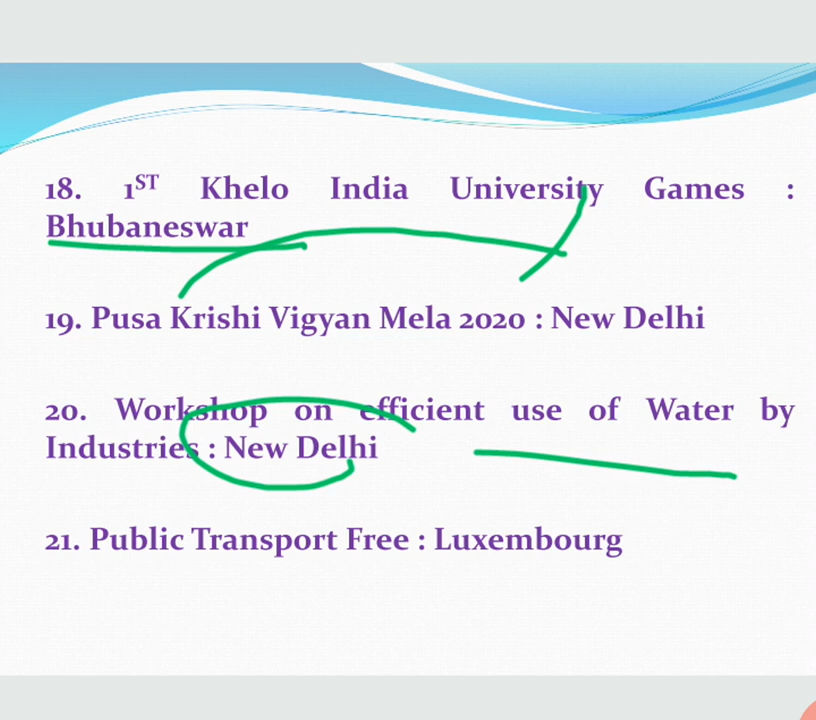 18. 1ST Khelo India University Games :
Bhubaneswar
19. Pusa Krishi Vigyan Mela 2020 : New Delhi
20. Workshop on efficient use of Water by
Industries : New Delhi
21. Public Transport Free : Luxembourg